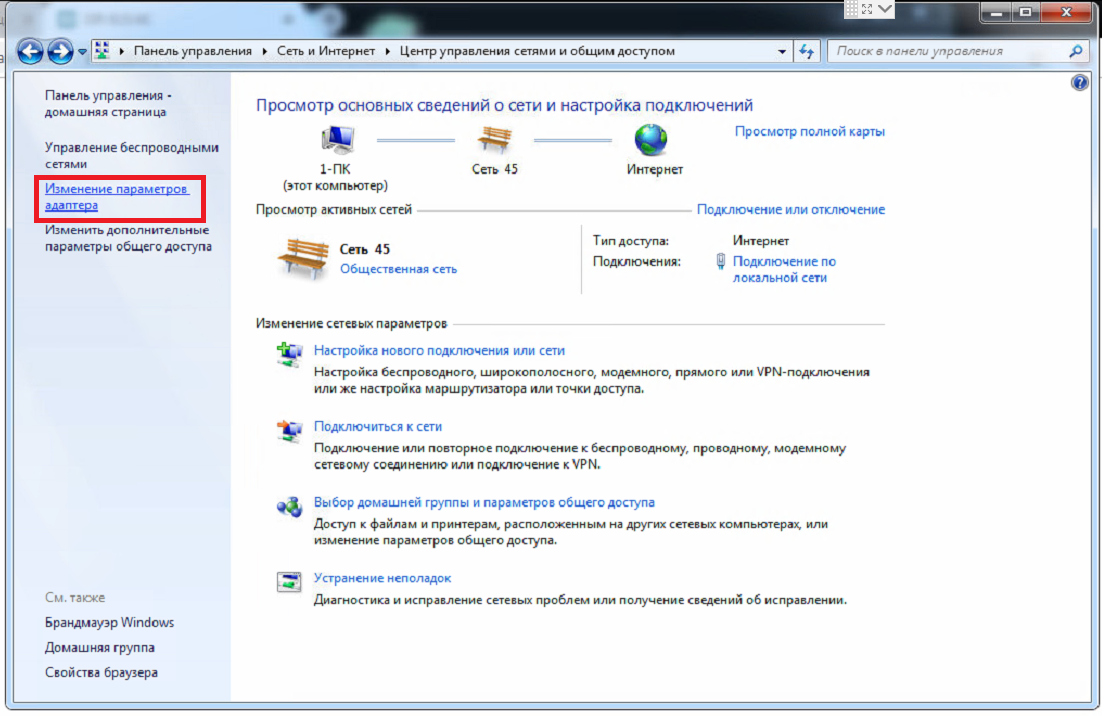 Панель управления
Сеть и Интернет
Центр управления сетями и общим доступом
Поиск в панели управления
Панель управления -
домашняя страница
Управление беспроводными
сетями
Изменение параметров
адаптера
Изменить дополнительные
параметры общего доступа
Просмотр основных сведений о сети и настройка подключений
Просмотр полной карты
1-ПК
(этот компьютер)
Сеть 45
Интернет
Просмотр активных сетей
Подключение или отключение
Сеть 45
Общественная сеть
Тип доступа: Интернет
Подключения: Подключение по
локальной сети
Изменение сетевых параметров
Настройка нового подключения или сети
Настройка беспроводного, широкополосного, модемного, прямого или VPN-подключения
или же настройка маршрутизатора или точки доступа.
Подключиться к сети
Подключение или повторное подключение к беспроводному, проводному, модемному
сетевому соединению или подключение к VPN.
Выбор домашней группы и параметров общего доступа
Доступ к файлам и принтерам, расположенным на других сетевых компьютерах, или
изменение параметров общего доступа.
Устранение неполадок
Диагностика и исправление сетевых проблем или получение сведений об исправлении.
См. также
Брандмауэр Windows
Домашняя группа
Свойства браузера